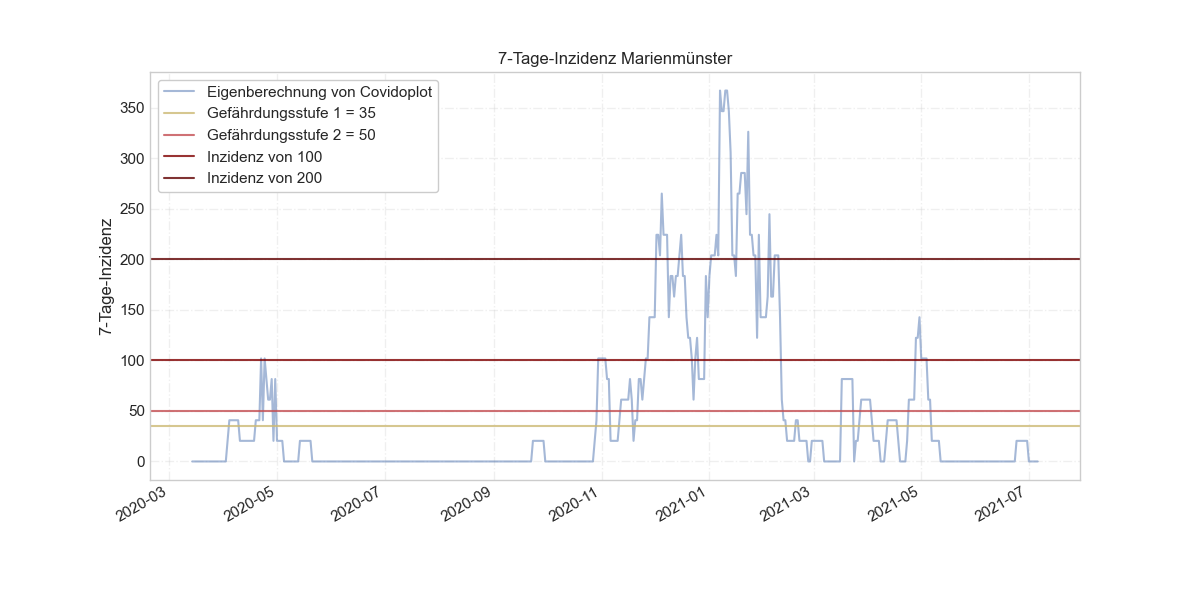 7-Tage-Inzidenz Marienmünster
Eigenberechnung von Covidoplot
Gefährdungsstufe 1 = 35
Gefährdungsstufe 2 = 50
Inzidenz von 100
Inzidenz von 200
7-Tage-Inzidenz
350
300
250
200
150
100
50
0
2020-03
2020-05
2020-07
2020-09
2020-11
2021-01
2021-03
2021-05
2021-07